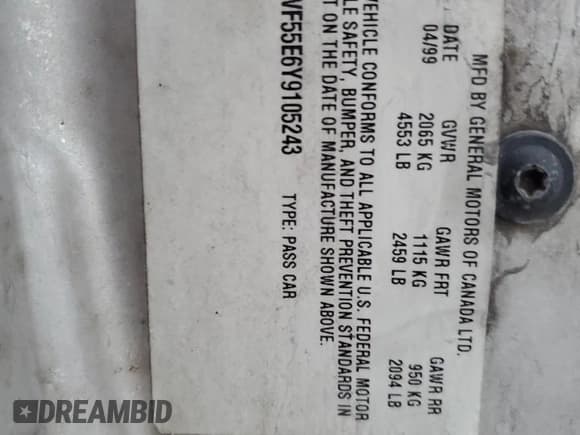 MFD BY GENERAL MOTORS OF CANADA LTD.
DATE GVWR GAWR FRT GAWR RR
04/99 2065 KG 1115 KG 950 KG
4553 LB 2459 LB 2094 LB
VEHICLE CONFORMS TO ALL APPLICABLE U.S. FEDERAL MOTOR
LE SAFETY, BUMPER, AND THEFT PREVENTION STANDARDS IN
T ON THE DATE OF MANUFACTURE SHOWN ABOVE.
VF55E6Y9105243 TYPE: PASS CAR
DREAMBID